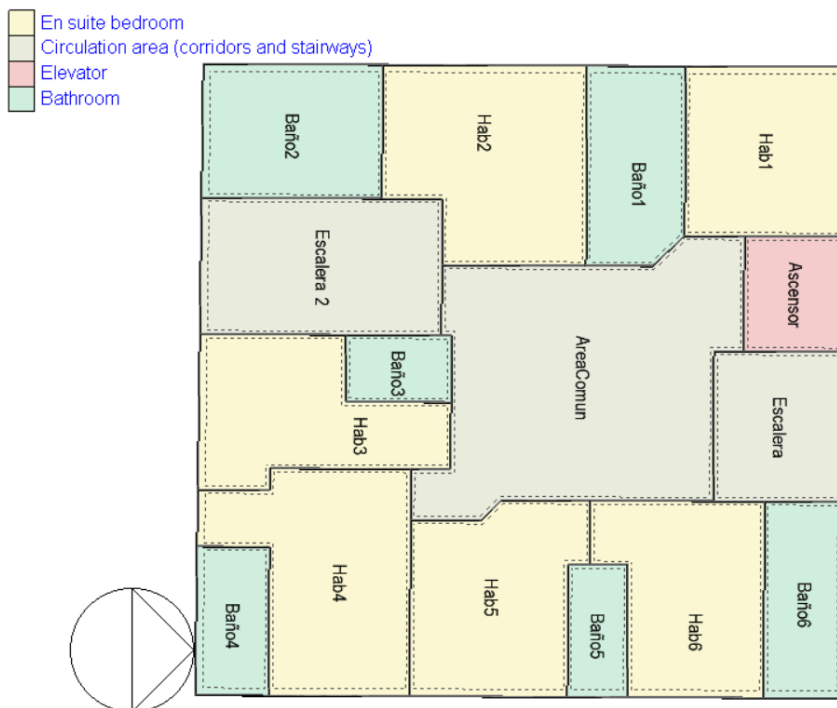 En suite bedroom
Circulation area (corridors and stairways)
Elevator
Bathroom
Baño2
Hab2
Baño1
Hab1
Escalera 2
Ascensor
AreaComun
Baño3
Hab3
Escalera
Hab4
Baño4
Hab5
Baño5
Hab6
Baño6